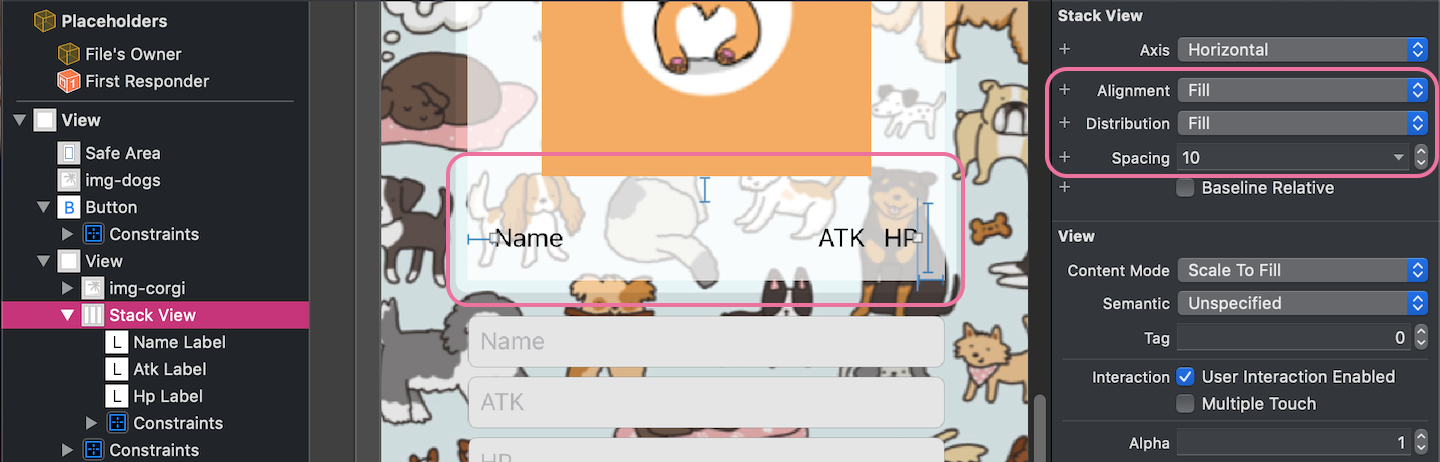 Placeholders
File's Owner
First Responder
View
Safe Area
img-dogs
B Button
Constraints
View
img-corgi
Stack View
L Name Label
L Atk Label
L Hp Label
Constraints
Constraints
Name ATK HP
Name
ATK
HP
Stack View
+ Axis Horizontal
+ Alignment Fill
+ Distribution Fill
+ Spacing 10
+ Baseline Relative
View
Content Mode Scale To Fill
Semantic Unspecified
Tag 0
Interaction User Interaction Enabled
Multiple Touch
+ Alpha 1